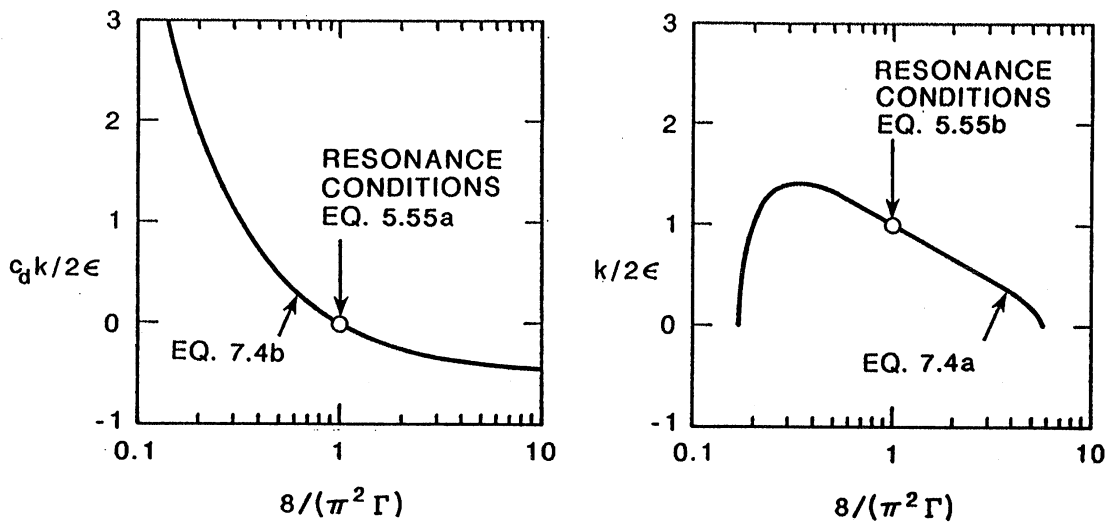 3
2
1
0
-1
c_d k/2ϵ
RESONANCE
CONDITIONS
EQ. 5.55a
EQ. 7.4b
0.1 1 10
8/(π² Γ)
3
2
1
0
-1
k/2ϵ
RESONANCE
CONDITIONS
EQ. 5.55b
EQ. 7.4a
0.1 1 10
8/(π² Γ)